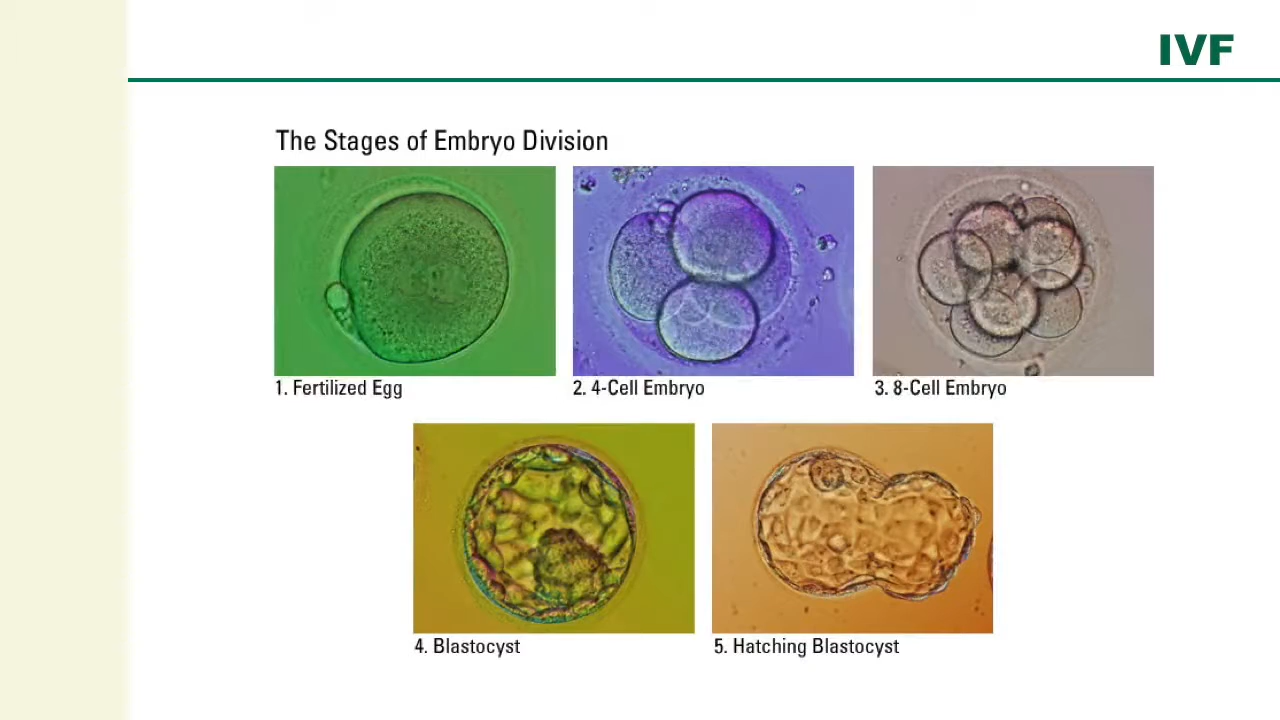 IVF
The Stages of Embryo Division
1. Fertilized Egg
2. 4-Cell Embryo
3. 8-Cell Embryo
4. Blastocyst
5. Hatching Blastocyst